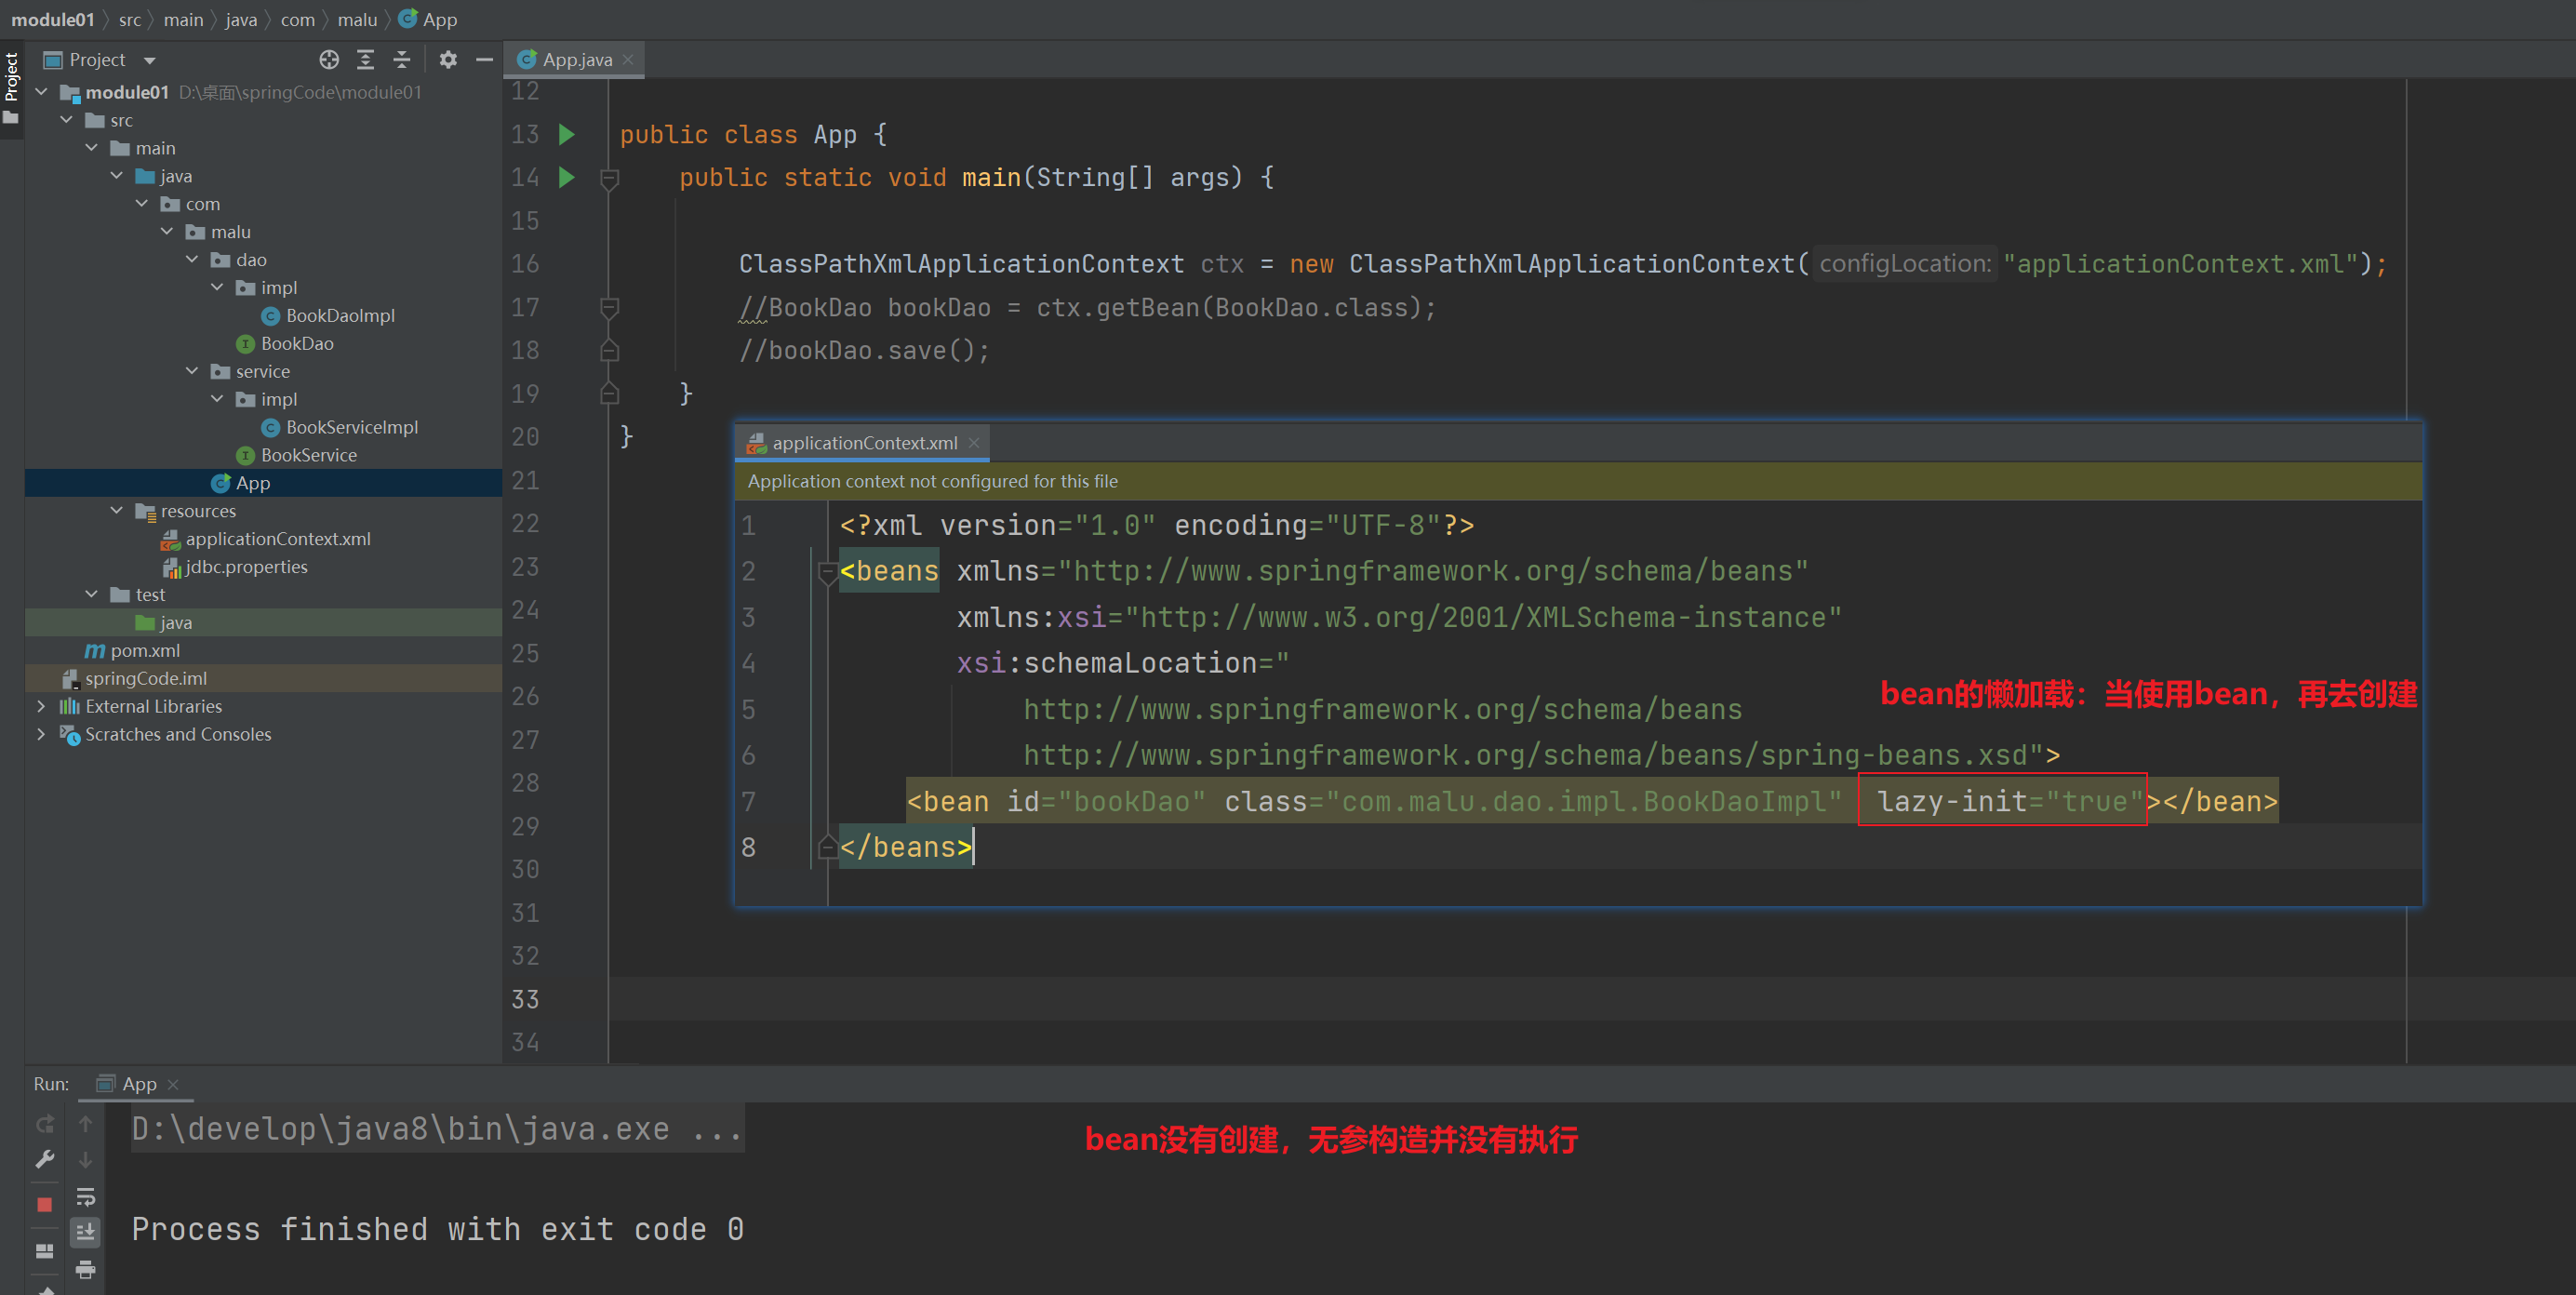 module01 src main java com malu App
Project
Project
App.java
module01 D:\桌面\springCode\module01
src
main
java
com
malu
dao
impl
BookDaoImpl
BookDao
service
impl
BookServiceImpl
BookService
App
resources
applicationContext.xml
jdbc.properties
test
java
pom.xml
springCode.iml
External Libraries
Scratches and Consoles
12
13 public class App {
14 public static void main(String[] args) {
15
16 ClassPathXmlApplicationContext ctx = new ClassPathXmlApplicationContext( configLocation: "applicationContext.xml");
17 //BookDao bookDao = ctx.getBean(BookDao.class);
18 //bookDao.save();
19 }
20 }
21
22
23
24
25
26
27
28
29
30
31
32
33
34
applicationContext.xml
Application context not configured for this file
1 <?xml version="1.0" encoding="UTF-8"?>
2 <beans xmlns="http://www.springframework.org/schema/beans"
3 xmlns:xsi="http://www.w3.org/2001/XMLSchema-instance"
4 xsi:schemaLocation="
5 http://www.springframework.org/schema/beans
6 http://www.springframework.org/schema/beans/spring-beans.xsd">
7 <bean id="bookDao" class="com.malu.dao.impl.BookDaoImpl" lazy-init="true"></bean>
8 </beans>
bean的懒加载：当使用bean，再去创建
Run: App
D:\develop\java8\bin\java.exe ...
bean没有创建，无参构造并没有执行
Process finished with exit code 0